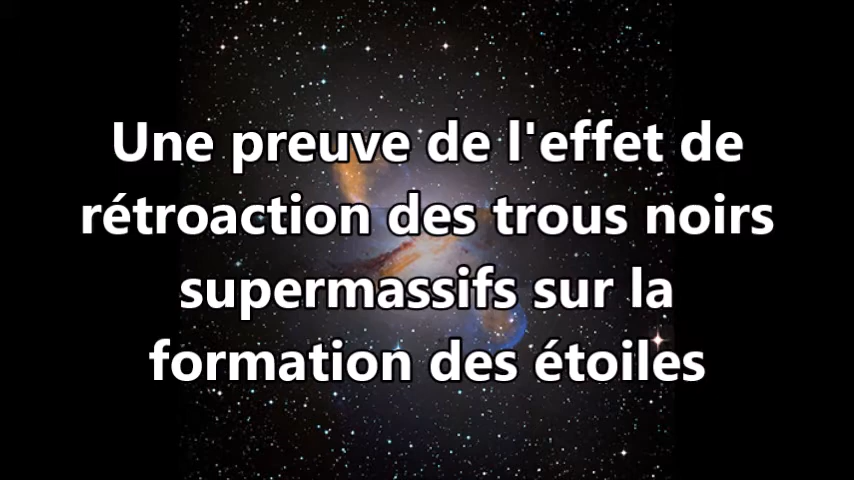 Une preuve de l'effet de
rétroaction des trous noirs
supermassifs sur la
formation des étoiles